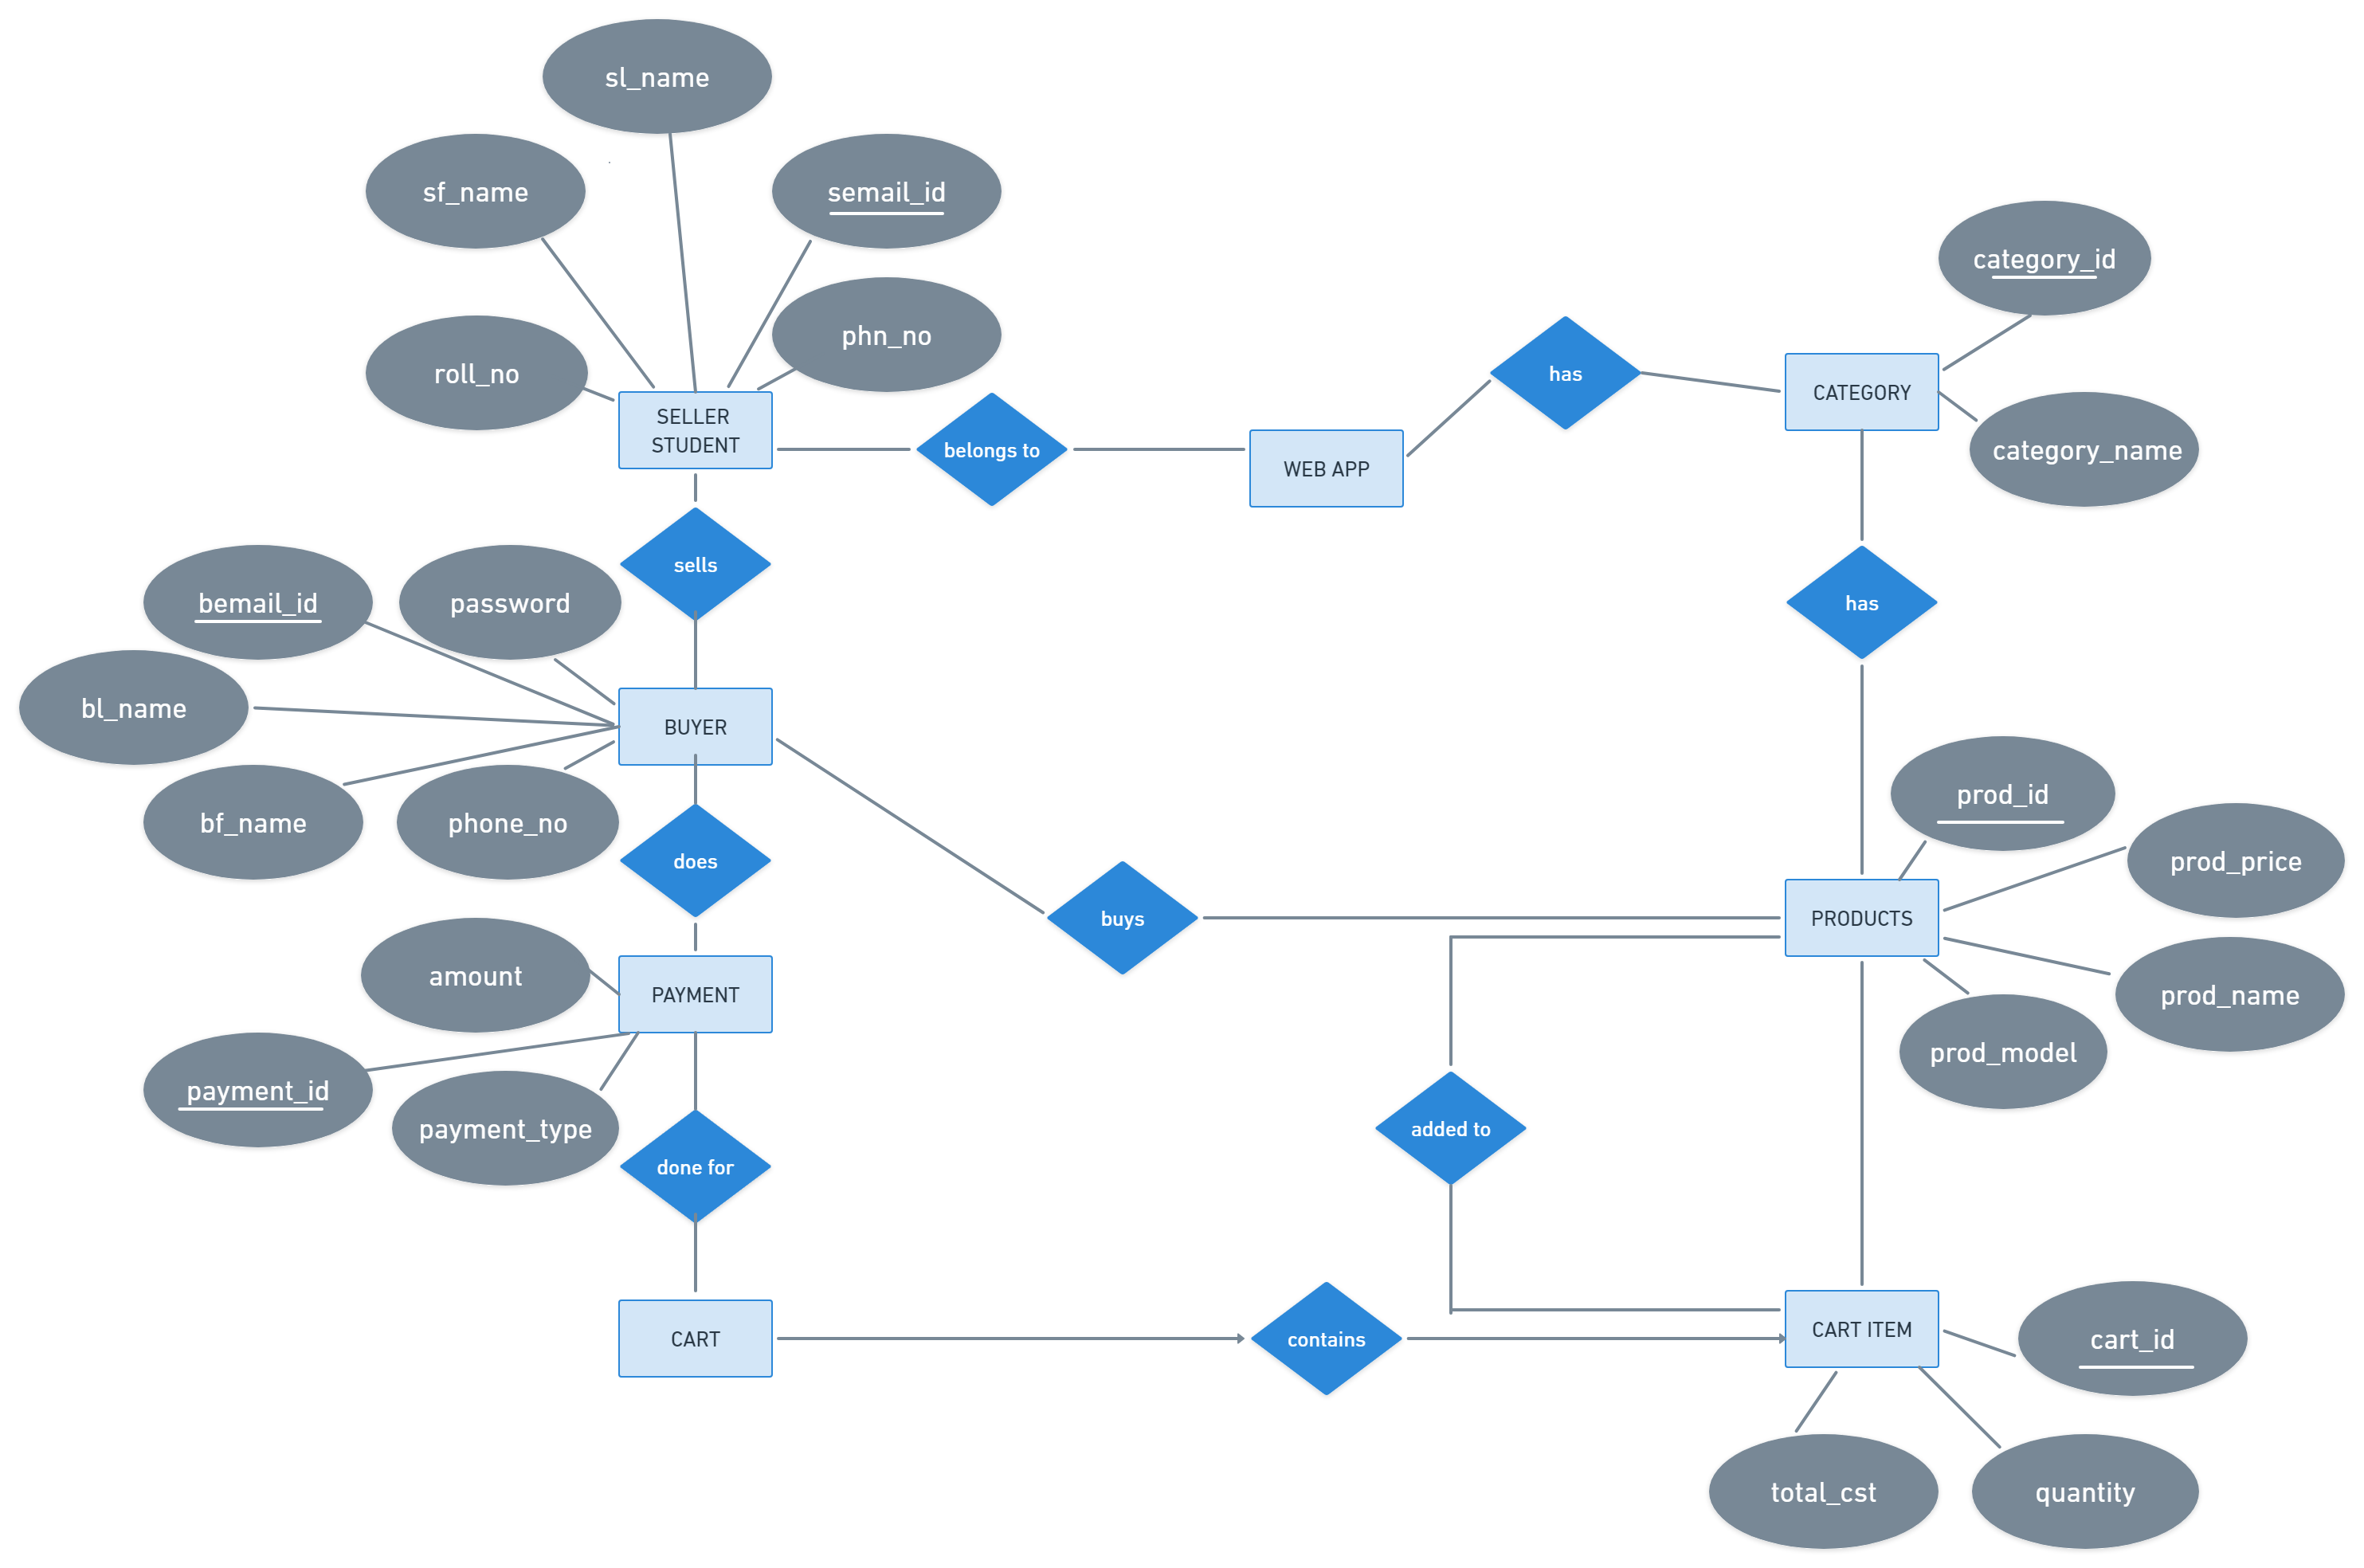 sl_name
sf_name
semail_id
category_id
phn_no
roll_no
has
CATEGORY
SELLER
STUDENT
belongs to
WEB APP
category_name
sells
bemail_id
password
has
bl_name
BUYER
prod_id
bf_name
phone_no
does
prod_price
buys
PRODUCTS
amount
PAYMENT
prod_name
prod_model
payment_id
payment_type
added to
done for
CART
contains
CART ITEM
cart_id
total_cst
quantity